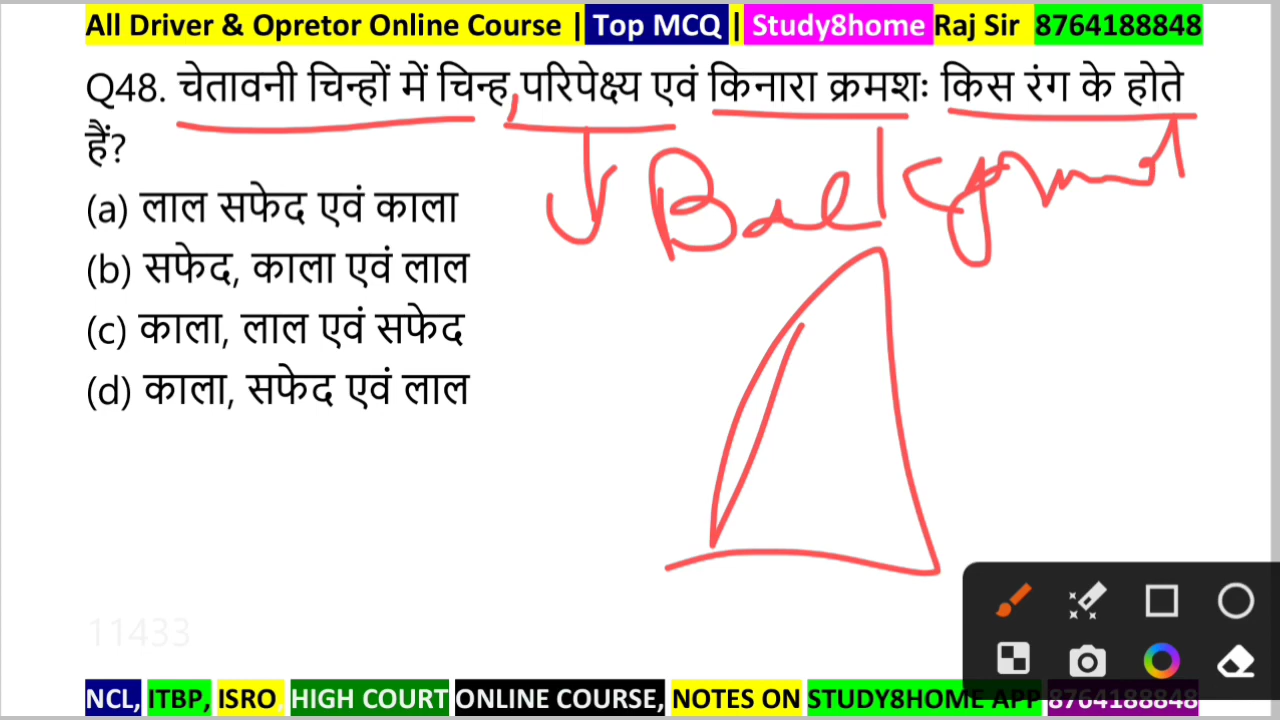 All Driver & Opretor Online Course | Top MCQ | Study8home Raj Sir 8764188848
Q48. चेतावनी चिन्हों में चिन्ह,परिपेक्ष्य एवं किनारा क्रमशः किस रंग के होते
हैं?
Background
(a) लाल सफेद एवं काला
(b) सफेद, काला एवं लाल
(c) काला, लाल एवं सफेद
(d) काला, सफेद एवं लाल
11433
NCL, ITBP, ISRO, HIGH COURT ONLINE COURSE, NOTES ON STUDY8HOME APP 8764188848